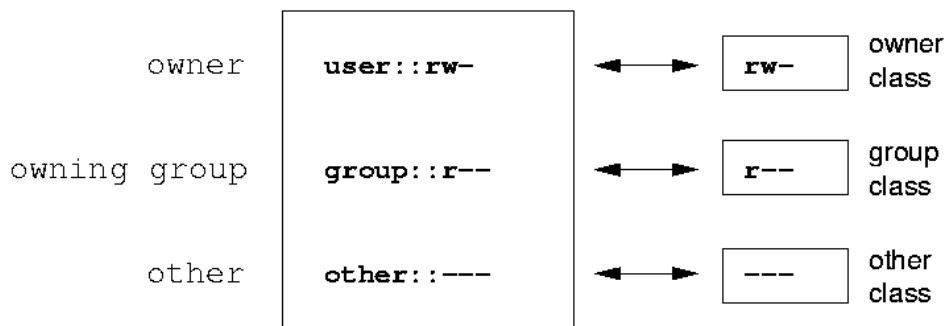 owner user::rw- rw- owner
class
owning group group::r-- r-- group
class
other other::--- --- other
class